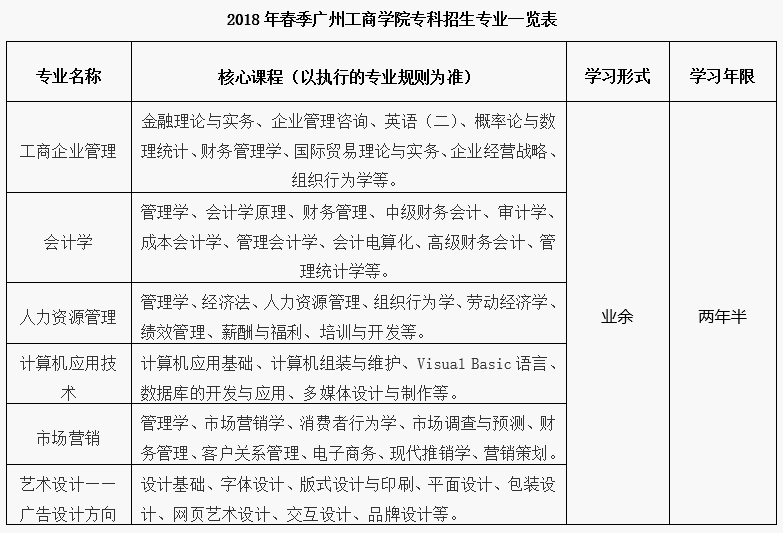 2018年春季广州工商学院专科招生专业一览表
专业名称
核心课程（以执行的专业规则为准）
学习形式
学习年限
工商企业管理
金融理论与实务、企业管理咨询、英语（二）、概率论与数
理统计、财务管理学、国际贸易理论与实务、企业经营战略、
组织行为学等。
会计学
管理学、会计学原理、财务管理、中级财务会计、审计学、
成本会计学、管理会计学、会计电算化、高级财务会计、管
理统计学等。
人力资源管理
管理学、经济法、人力资源管理、组织行为学、劳动经济学、
绩效管理、薪酬与福利、培训与开发等。
计算机应用技
术
计算机应用基础、计算机组装与维护、Visual Basic语言、
数据库的开发与应用、多媒体设计与制作等。
市场营销
管理学、市场营销学、消费者行为学、市场调查与预测、财
务管理、客户关系管理、电子商务、现代推销学、营销策划。
艺术设计——
广告设计方向
设计基础、字体设计、版式设计与印刷、平面设计、包装设
计、网页艺术设计、交互设计、品牌设计等。
业余
两年半